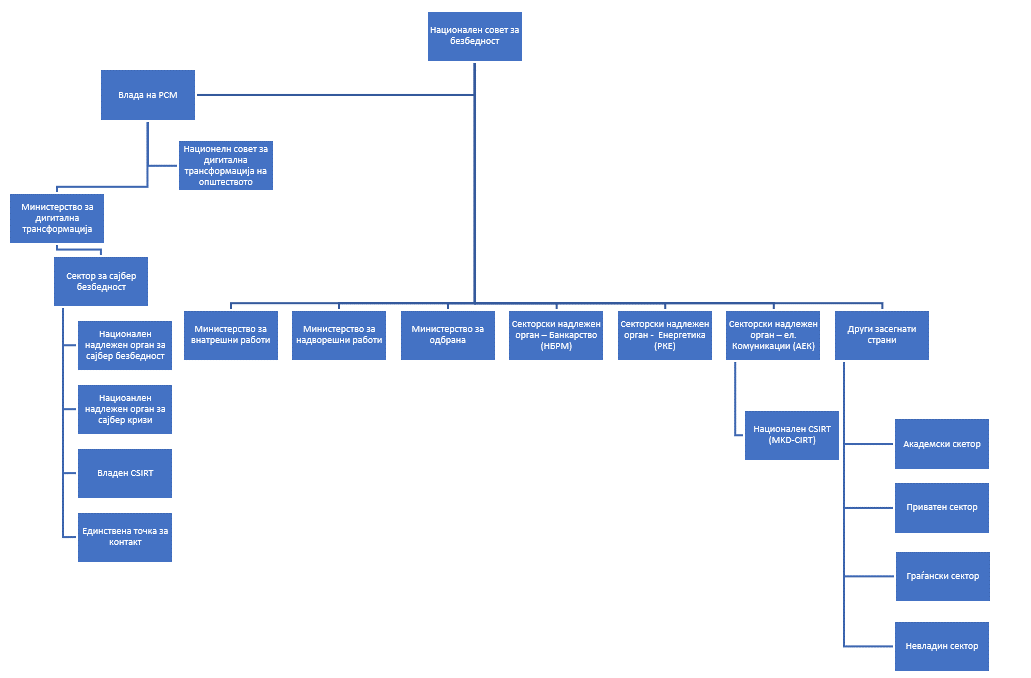 Национален совет за
безбедност
Влада на РСМ
Национелн совет за
дигитална
трансформација на
општеството
Министерство за
дигитална
трансформација
Сектор за сајбер
безбедност
Национален
надлежен орган за
сајбер безбедност
Нациоанлен
надлежен орган за
сајбер кризи
Владен CSIRT
Единствена точка за
контакт
Министерство за
внатрешни работи
Министерство за
надворешни работи
Министерство за
одбрана
Секторски надлежен
орган – Банкарство
(НБРМ)
Секторски надлежен
орган - Енергетика
(РКЕ)
Секторски надлежен
орган – ел.
Комуникации (АЕК)
Национален CSIRT
(MKD-CIRT)
Други засегнати
страни
Академски скетор
Приватен сектор
Граѓански сектор
Невладин сектор